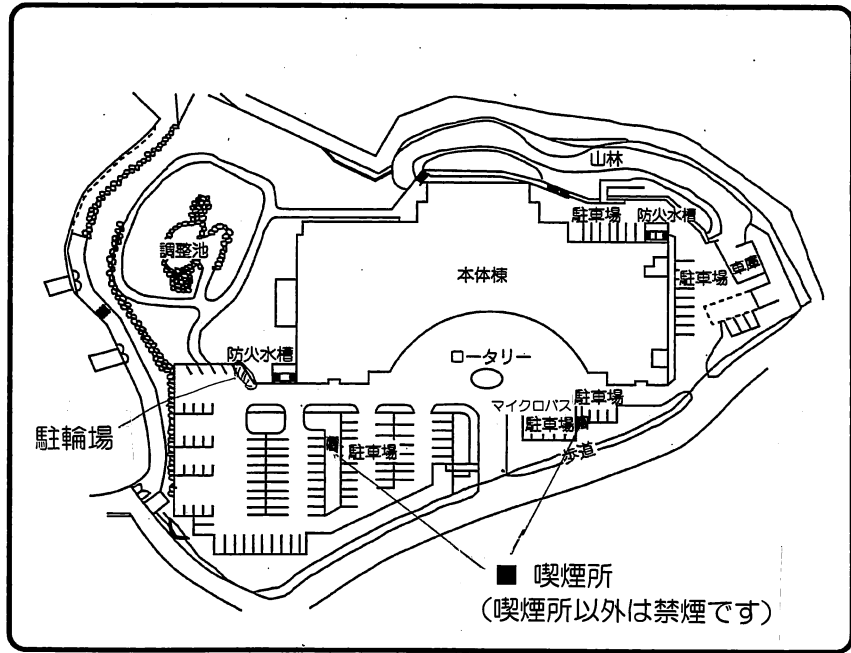 山林
駐車場
防火水槽
調整池
駐車場
車庫
本体棟
防火水槽
ロータリー
マイクロバス
駐車場
駐車場
駐輪場
駐車場
歩道
■ 喫煙所
(喫煙所以外は禁煙です)